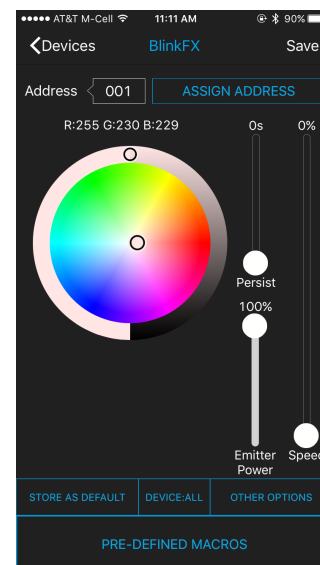 AT&T M-Cell 11:11 AM 90%
Devices BlinkFX Save
Address 001 ASSIGN ADDRESS
R:255 G:230 B:229 0s 0%
Persist
100%
Emitter Power Speed
STORE AS DEFAULT DEVICE:ALL OTHER OPTIONS
PRE-DEFINED MACROS